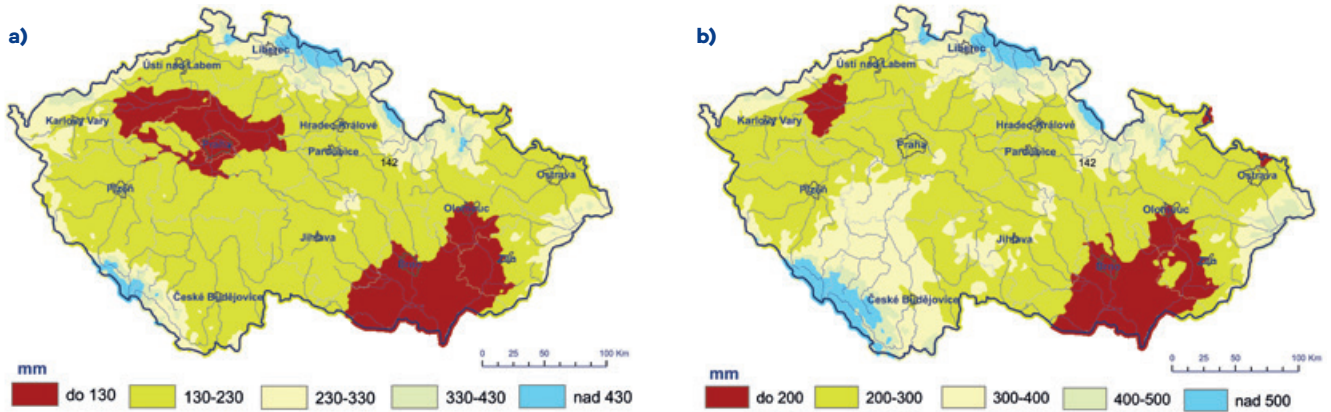 a)
Liberec
Ústí nad Labem
Karlovy Vary
Hradec Králové
Praha
Pardubice
142
Plzeň
Ostrava
Olomouc
Jihlava
Brno
Zlín
České Budějovice
0 25 50 100 Km
mm
do 130 130-230 230-330 330-430 nad 430
b)
Liberec
Ústí nad Labem
Karlovy Vary
Hradec Králové
Praha
Pardubice
142
Plzeň
Ostrava
Olomouc
Jihlava
Brno
Zlín
České Budějovice
0 25 50 100 Km
mm
do 200 200-300 300-400 400-500 nad 500